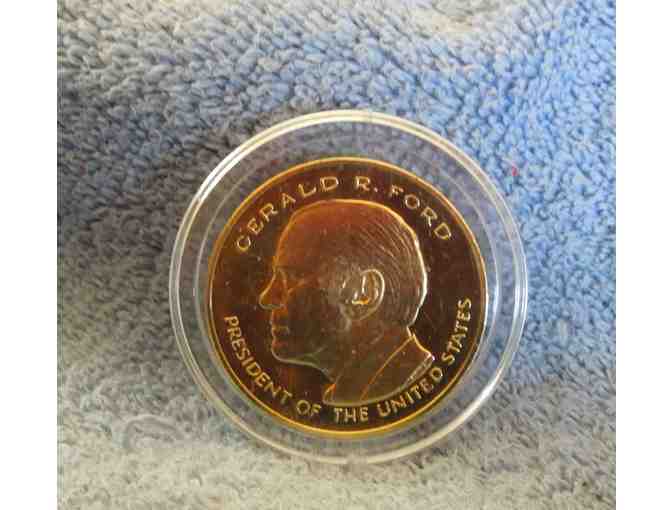 GERALD R. FORD
PRESIDENT OF THE UNITED STATES